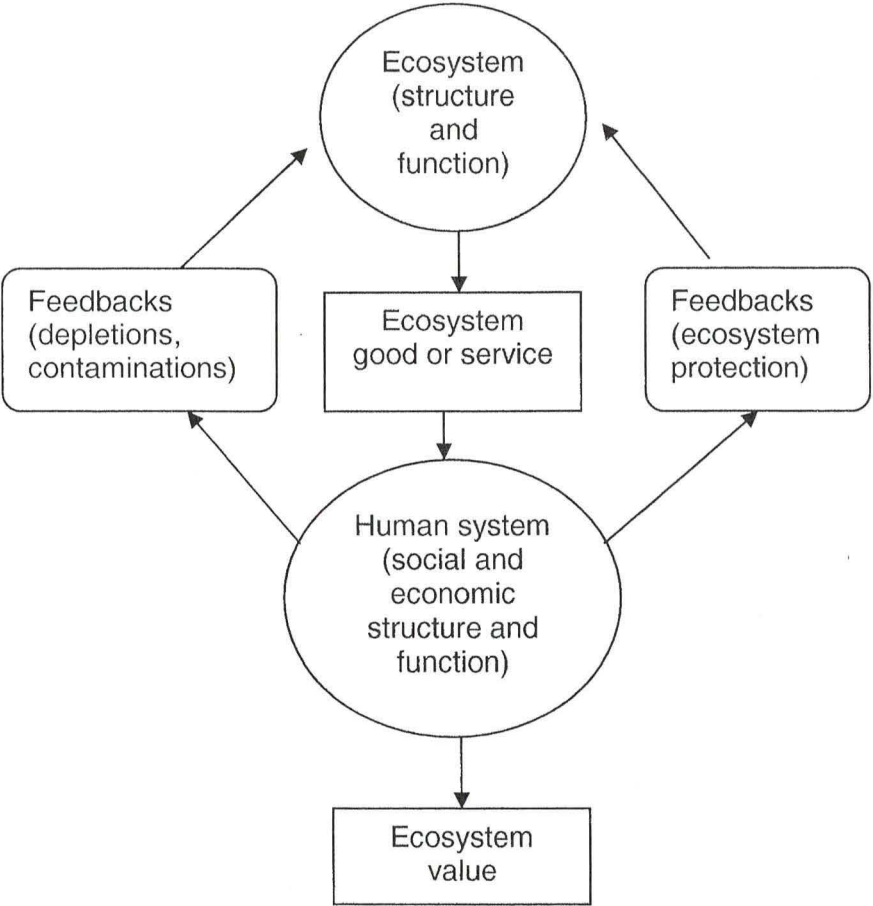 Ecosystem
(structure
and
function)
Feedbacks
(depletions,
contaminations)
Ecosystem
good or service
Feedbacks
(ecosystem
protection)
Human system
(social and
economic
structure and
function)
Ecosystem
value